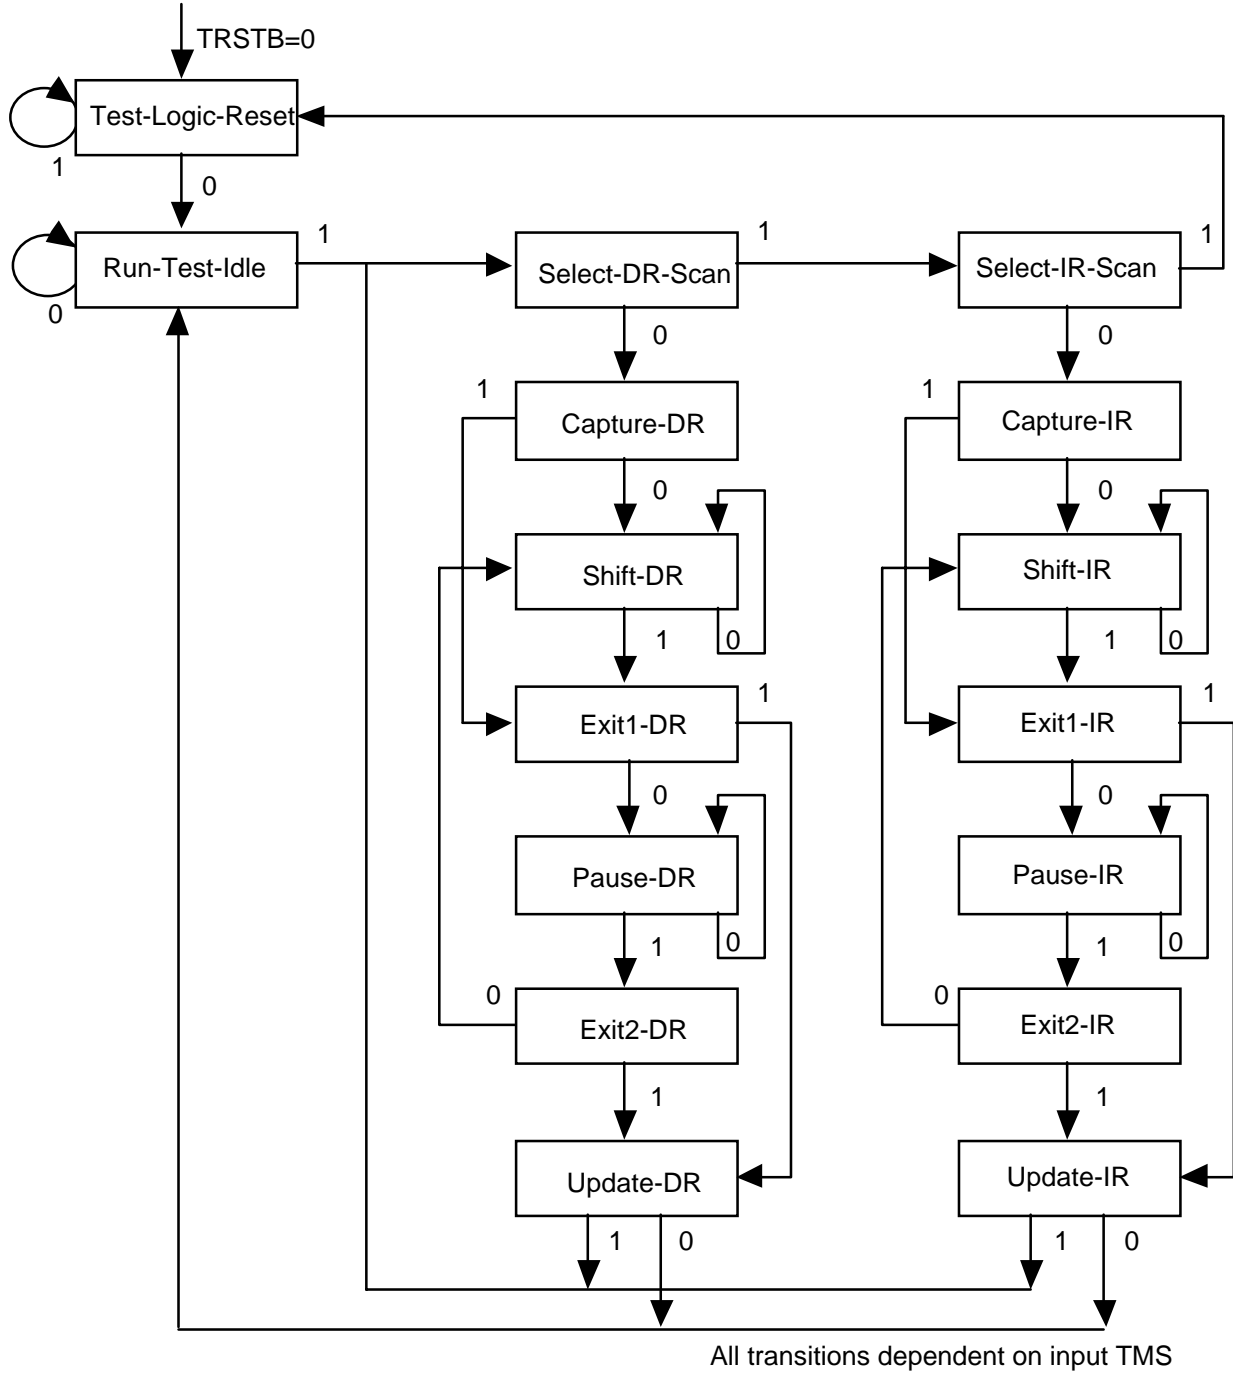 TRSTB=0
Test-Logic-Reset
1
0
Run-Test-Idle
1
0
Select-DR-Scan
1
Select-IR-Scan
1
0
0
1
Capture-DR
1
Capture-IR
0
0
Shift-DR
Shift-IR
1
0
1
0
Exit1-DR
1
Exit1-IR
1
0
0
Pause-DR
Pause-IR
1
0
1
0
0
Exit2-DR
0
Exit2-IR
1
1
Update-DR
Update-IR
1
0
1
0
All transitions dependent on input TMS